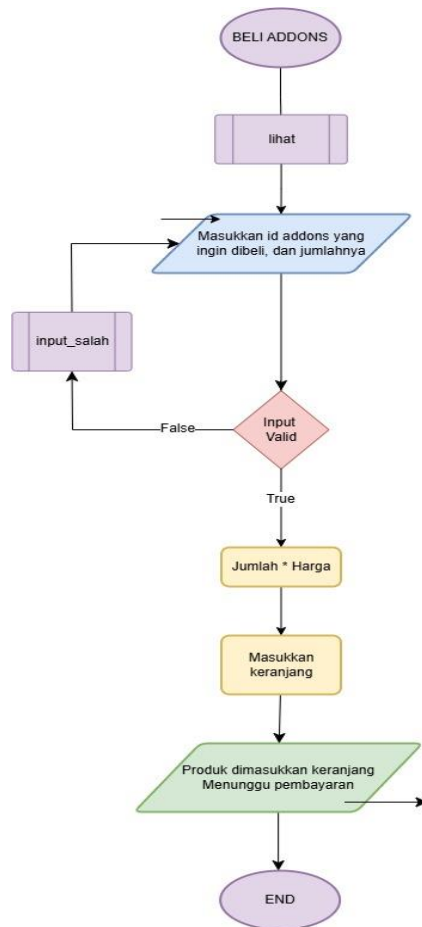 BELI ADDONS
lihat
Masukkan id addons yang
ingin dibeli, dan jumlahnya
input_salah
False
Input
Valid
True
Jumlah * Harga
Masukkan
keranjang
Produk dimasukkan keranjang
Menunggu pembayaran
END